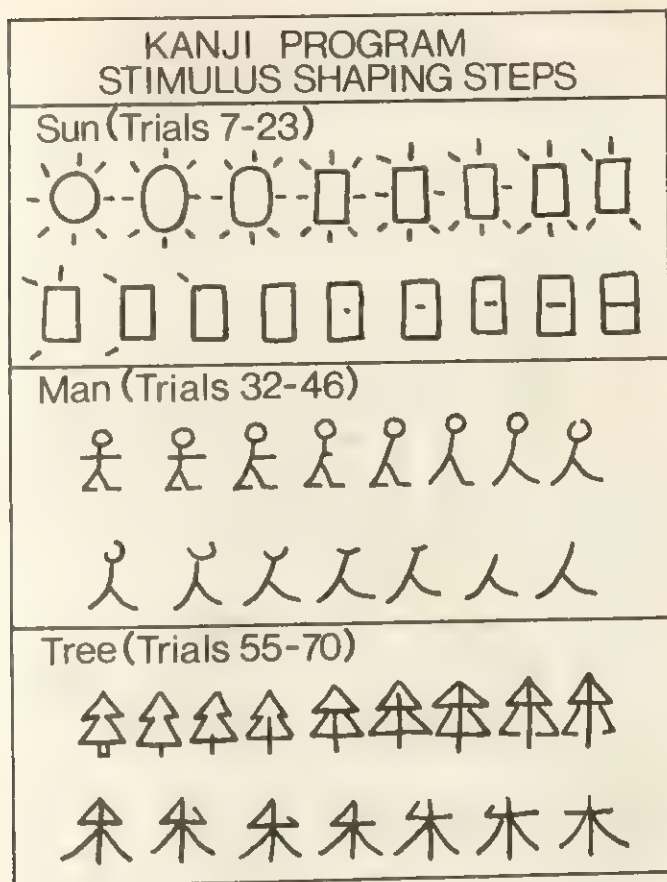 KANJI PROGRAM
STIMULUS SHAPING STEPS
Sun (Trials 7-23)
Man (Trials 32-46)
Tree (Trials 55-70)